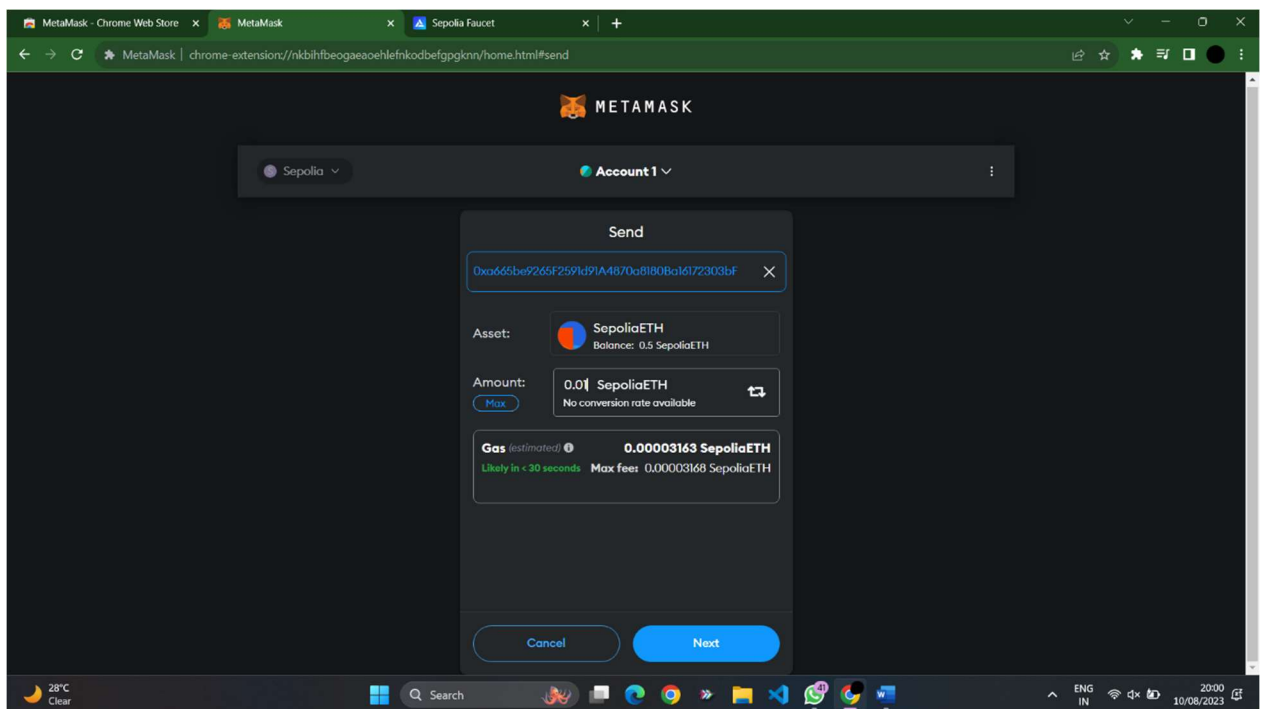 MetaMask - Chrome Web Store
MetaMask
Sepolia Faucet
MetaMask | chrome-extension://nkbihfbeogaeaoehlefnkodbefgpgknn/home.html#send
METAMASK
Sepolia
Account 1
Send
0xa665be9265F2591d91A4870a8180Ba16172303bF
Asset:
SepoliaETH
Balance: 0.5 SepoliaETH
Amount:
Max
0.01 SepoliaETH
No conversion rate available
Gas (estimated) 0.00003163 SepoliaETH
Likely in < 30 seconds Max fee: 0.00003168 SepoliaETH
Cancel
Next
28°C
Clear
Search
41
ENG
IN
20:00
10/08/2023